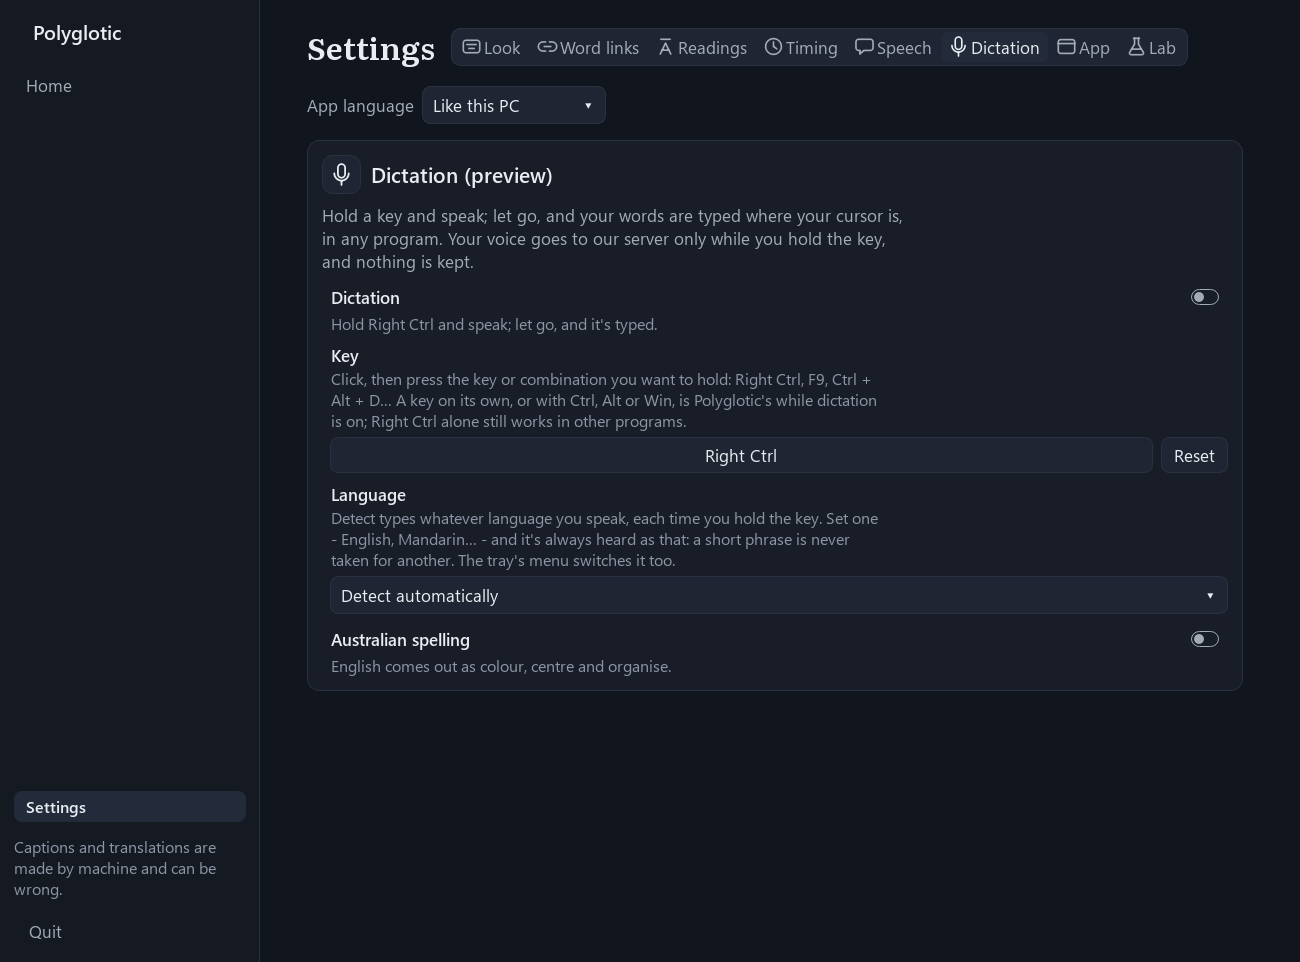 Polyglotic
Home
Settings
Captions and translations are
made by machine and can be
wrong.
Quit
Settings
Look
Word links
Readings
Timing
Speech
Dictation
App
Lab
App language
Like this PC
Dictation (preview)
Hold a key and speak; let go, and your words are typed where your cursor is,
in any program. Your voice goes to our server only while you hold the key,
and nothing is kept.
Dictation
Hold Right Ctrl and speak; let go, and it's typed.
Key
Click, then press the key or combination you want to hold: Right Ctrl, F9, Ctrl +
Alt + D... A key on its own, or with Ctrl, Alt or Win, is Polyglotic's while dictation
is on; Right Ctrl alone still works in other programs.
Right Ctrl
Reset
Language
Detect types whatever language you speak, each time you hold the key. Set one
- English, Mandarin... - and it's always heard as that: a short phrase is never
taken for another. The tray's menu switches it too.
Detect automatically
Australian spelling
English comes out as colour, centre and organise.